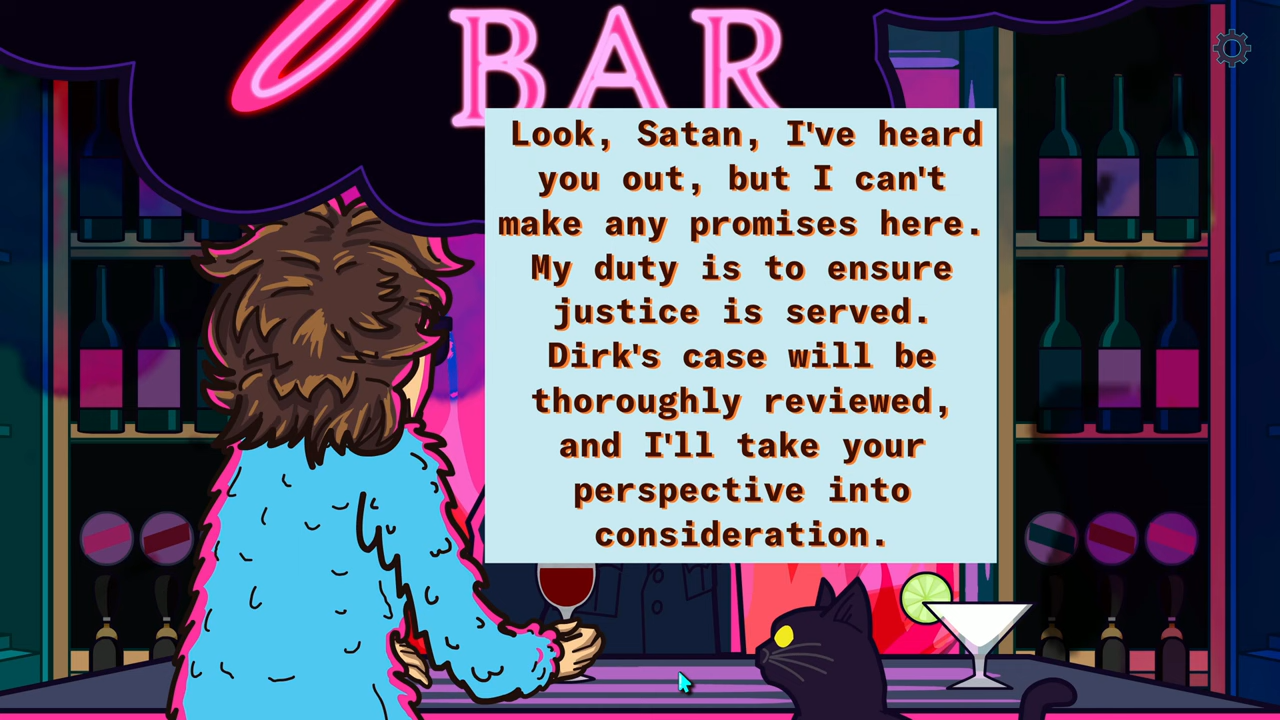 BAR
Look, Satan, I've heard
you out, but I can't
make any promises here.
My duty is to ensure
justice is served.
Dirk's case will be
thoroughly reviewed,
and I'll take your
perspective into
consideration.